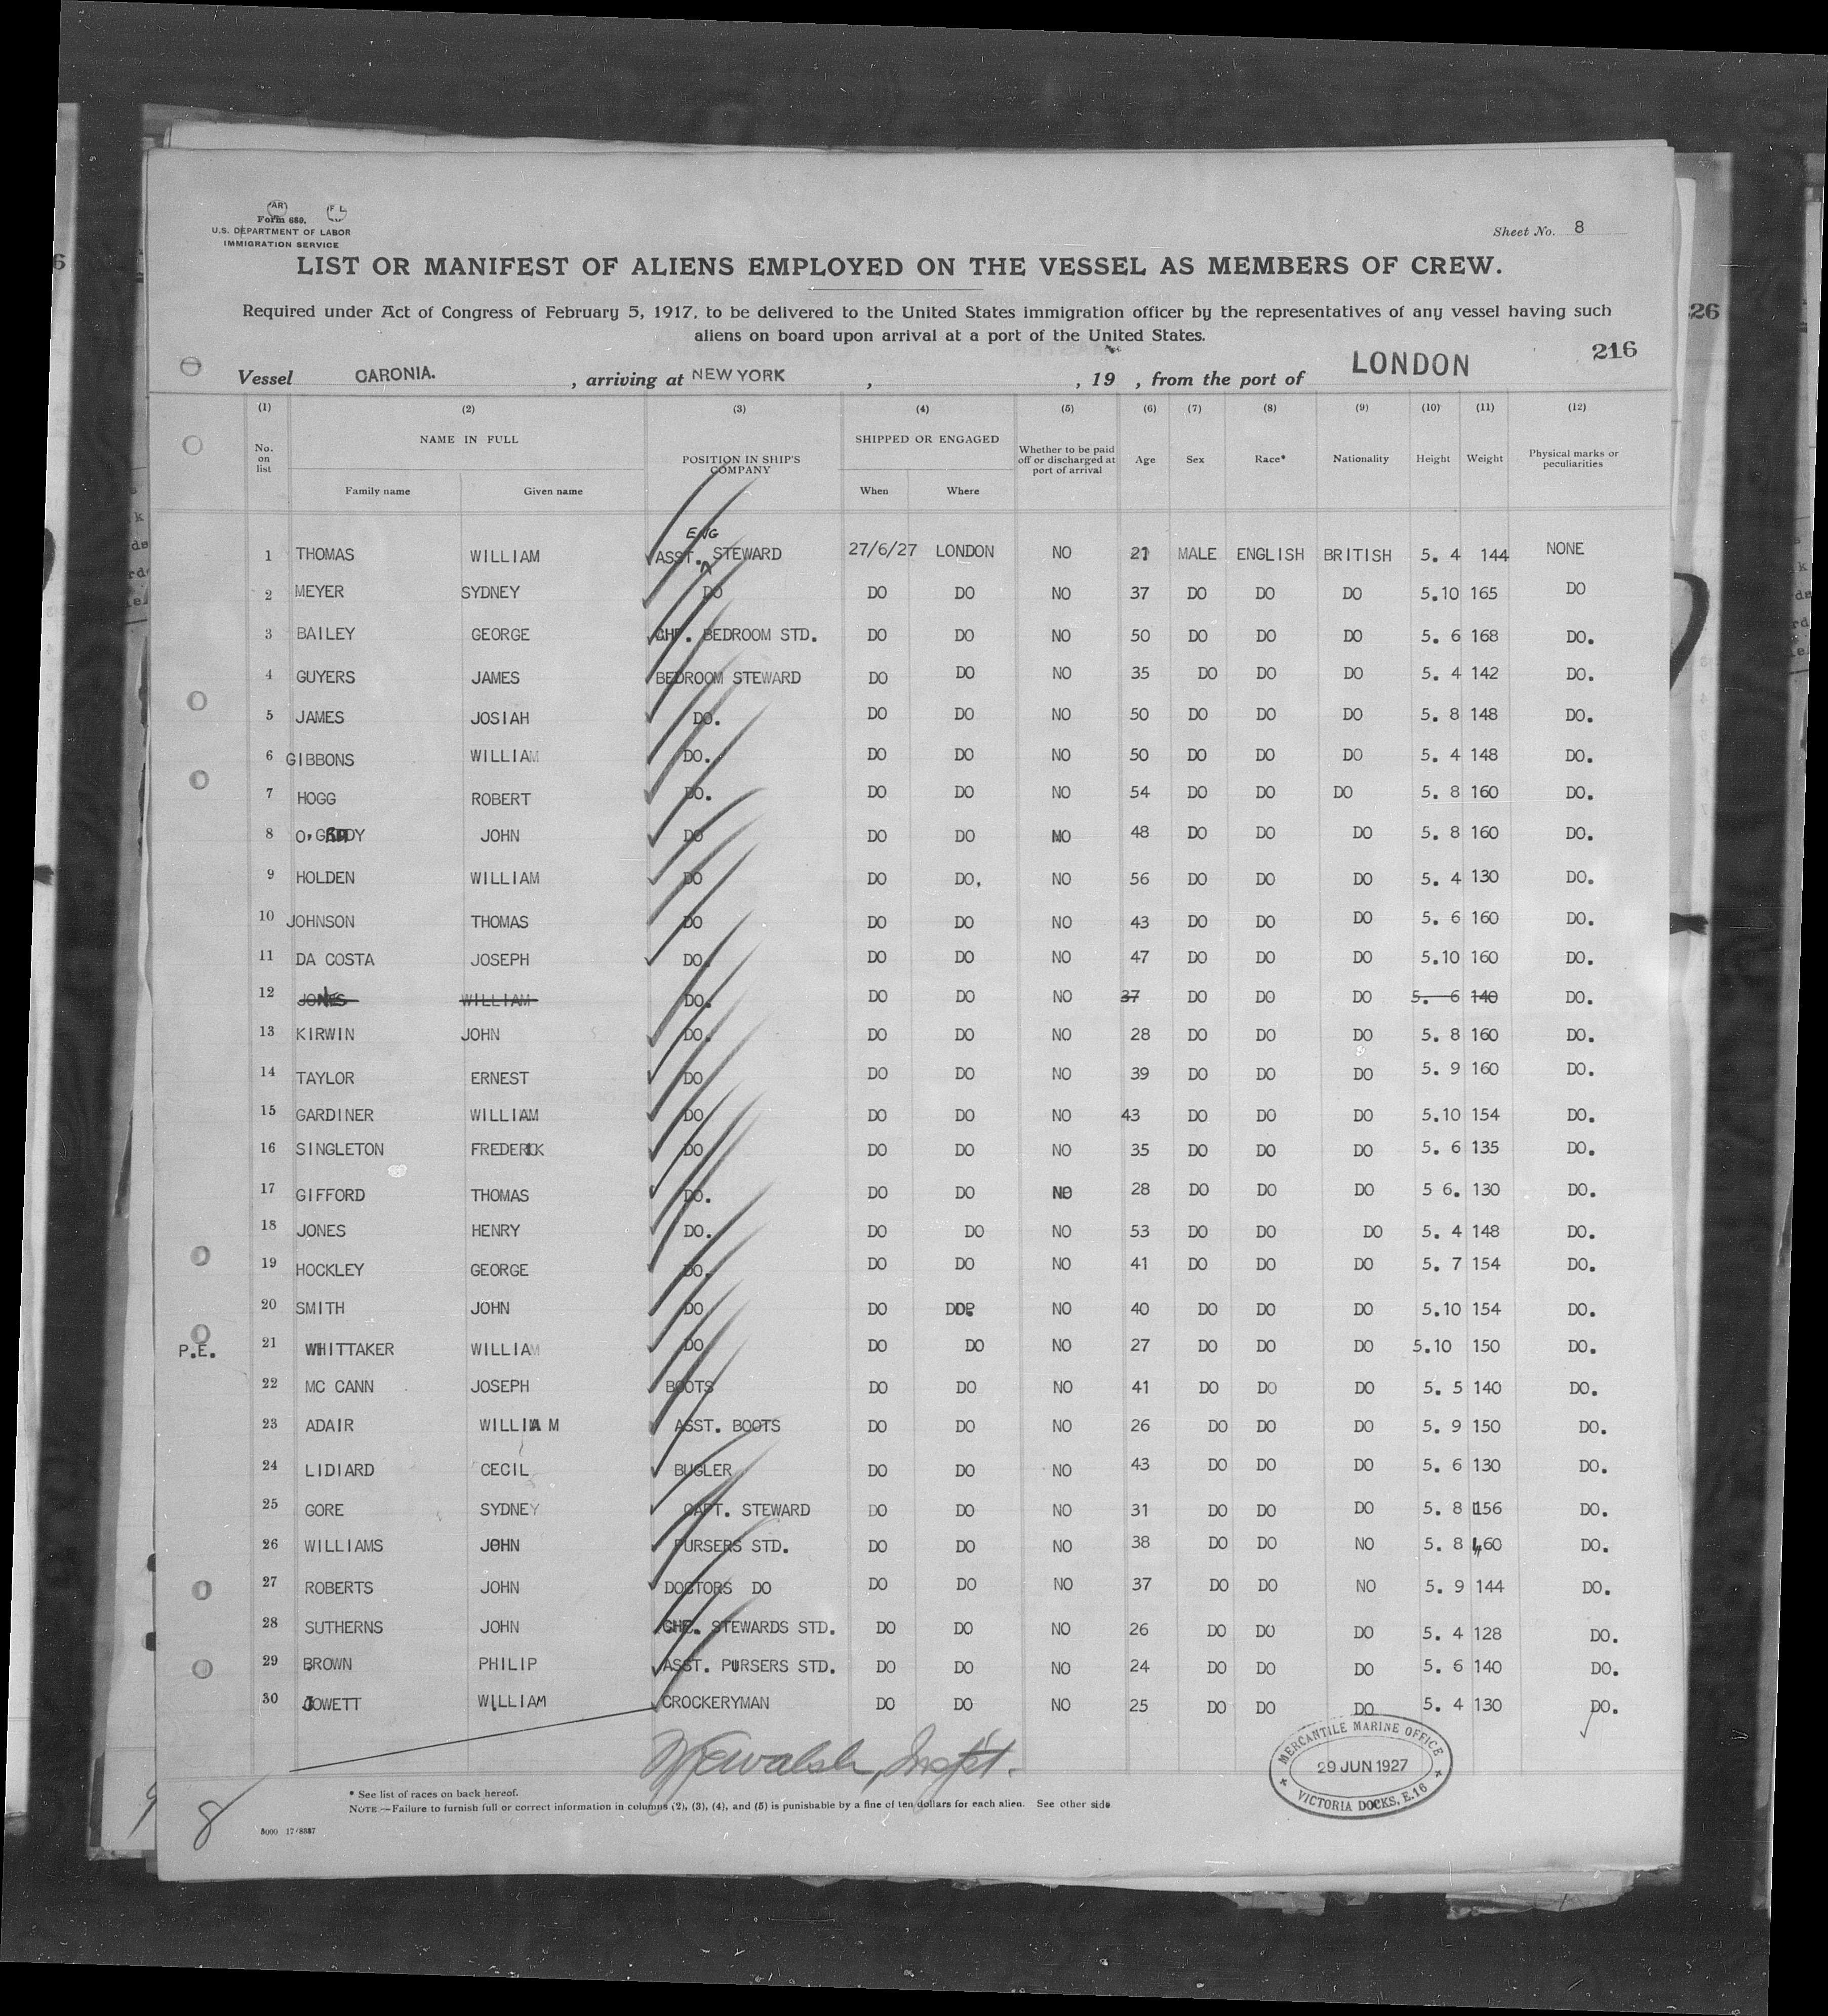 AR F L
Form 689.
U.S. DEPARTMENT OF LABOR
IMMIGRATION SERVICE
Sheet No. 8
LIST OR MANIFEST OF ALIENS EMPLOYED ON THE VESSEL AS MEMBERS OF CREW.
Required under Act of Congress of February 5, 1917, to be delivered to the United States immigration officer by the representatives of any vessel having such
aliens on board upon arrival at a port of the United States.
216
Vessel CARONIA. , arriving at NEW YORK , , 19 , from the port of LONDON
(1) (2) (3) (4) (5) (6) (7) (8) (9) (10) (11) (12)
No. on list NAME IN FULL POSITION IN SHIP'S COMPANY SHIPPED OR ENGAGED Whether to be paid off or discharged at port of arrival Age Sex Race* Nationality Height Weight Physical marks or peculiarities
Family name Given name When Where
1 THOMAS WILLIAM ASST. ENG STEWARD 27/6/27 LONDON NO 21 MALE ENGLISH BRITISH 5. 4 144 NONE
2 MEYER SYDNEY DO DO DO NO 37 DO DO DO 5.10 165 DO
3 BAILEY GEORGE CHF. BEDROOM STD. DO DO NO 50 DO DO DO 5. 6 168 DO.
4 GUYERS JAMES BEDROOM STEWARD DO DO NO 35 DO DO DO 5. 4 142 DO.
5 JAMES JOSIAH DO. DO DO NO 50 DO DO DO 5. 8 148 DO.
6 GIBBONS WILLIAM DO. DO DO NO 50 DO DO DO 5. 4 148 DO.
7 HOGG ROBERT DO. DO DO NO 54 DO DO DO 5. 8 160 DO.
8 JOHN DO DO DO NO 48 DO DO DO 5. 8 160 DO.
9 HOLDEN WILLIAM DO DO DO, NO 56 DO DO DO 5. 4 130 DO.
10 JOHNSON THOMAS DO DO DO NO 43 DO DO DO 5. 6 160 DO.
11 DA COSTA JOSEPH DO. DO DO NO 47 DO DO DO 5.10 160 DO.
12 JONES WILLIAM DO. DO DO NO 37 DO DO DO 5. 6 140 DO.
13 KIRWIN JOHN DO. DO DO NO 28 DO DO DO 5. 8 160 DO.
14 TAYLOR ERNEST DO DO DO NO 39 DO DO DO 5. 9 160 DO.
15 GARDINER WILLIAM DO DO DO NO 43 DO DO DO 5.10 154 DO.
16 SINGLETON FREDERICK DO DO DO NO 35 DO DO DO 5. 6 135 DO.
17 GIFFORD THOMAS DO. DO DO NO 28 DO DO DO 5 6. 130 DO.
18 JONES HENRY DO. DO DO NO 53 DO DO DO 5. 4 148 DO.
19 HOCKLEY GEORGE DO. DO DO NO 41 DO DO DO 5. 7 154 DO.
20 SMITH JOHN DO DO NO 40 DO DO DO 5.10 154 DO.
P.E. 21 WHITTAKER WILLIAM DO DO DO NO 27 DO DO DO 5.10 150 DO.
22 MC CANN JOSEPH BOOTS DO DO NO 41 DO DO DO 5. 5 140 DO.
23 ADAIR WILLIA M ASST. BOOTS DO DO NO 26 DO DO DO 5. 9 150 DO.
24 LIDIARD CECIL BUGLER DO DO NO 43 DO DO DO 5. 6 130 DO.
25 GORE SYDNEY CAPT. STEWARD DO DO NO 31 DO DO DO 5. 8 156 DO.
26 WILLIAMS JOHN PURSERS STD. DO DO NO 38 DO DO NO 5. 8 160 DO.
27 ROBERTS JOHN DOCTORS DO DO DO NO 37 DO DO NO 5. 9 144 DO.
28 SUTHERNS JOHN CHF. STEWARDS STD. DO DO NO 26 DO DO DO 5. 4 128 DO.
29 BROWN PHILIP ASST. PURSERS STD. DO DO NO 24 DO DO DO 5. 6 140 DO.
30 JOWETT WILLIAM CROCKERYMAN DO DO NO 25 DO DO DO 5. 4 130 DO.
Walsh, Inspt.
MERCANTILE MARINE OFFICE
29 JUN 1927
VICTORIA DOCKS, E.16
* See list of races on back hereof.
NOTE.—Failure to furnish full or correct information in columns (2), (3), (4), and (5) is punishable by a fine of ten dollars for each alien. See other side
8
5000 17/8357